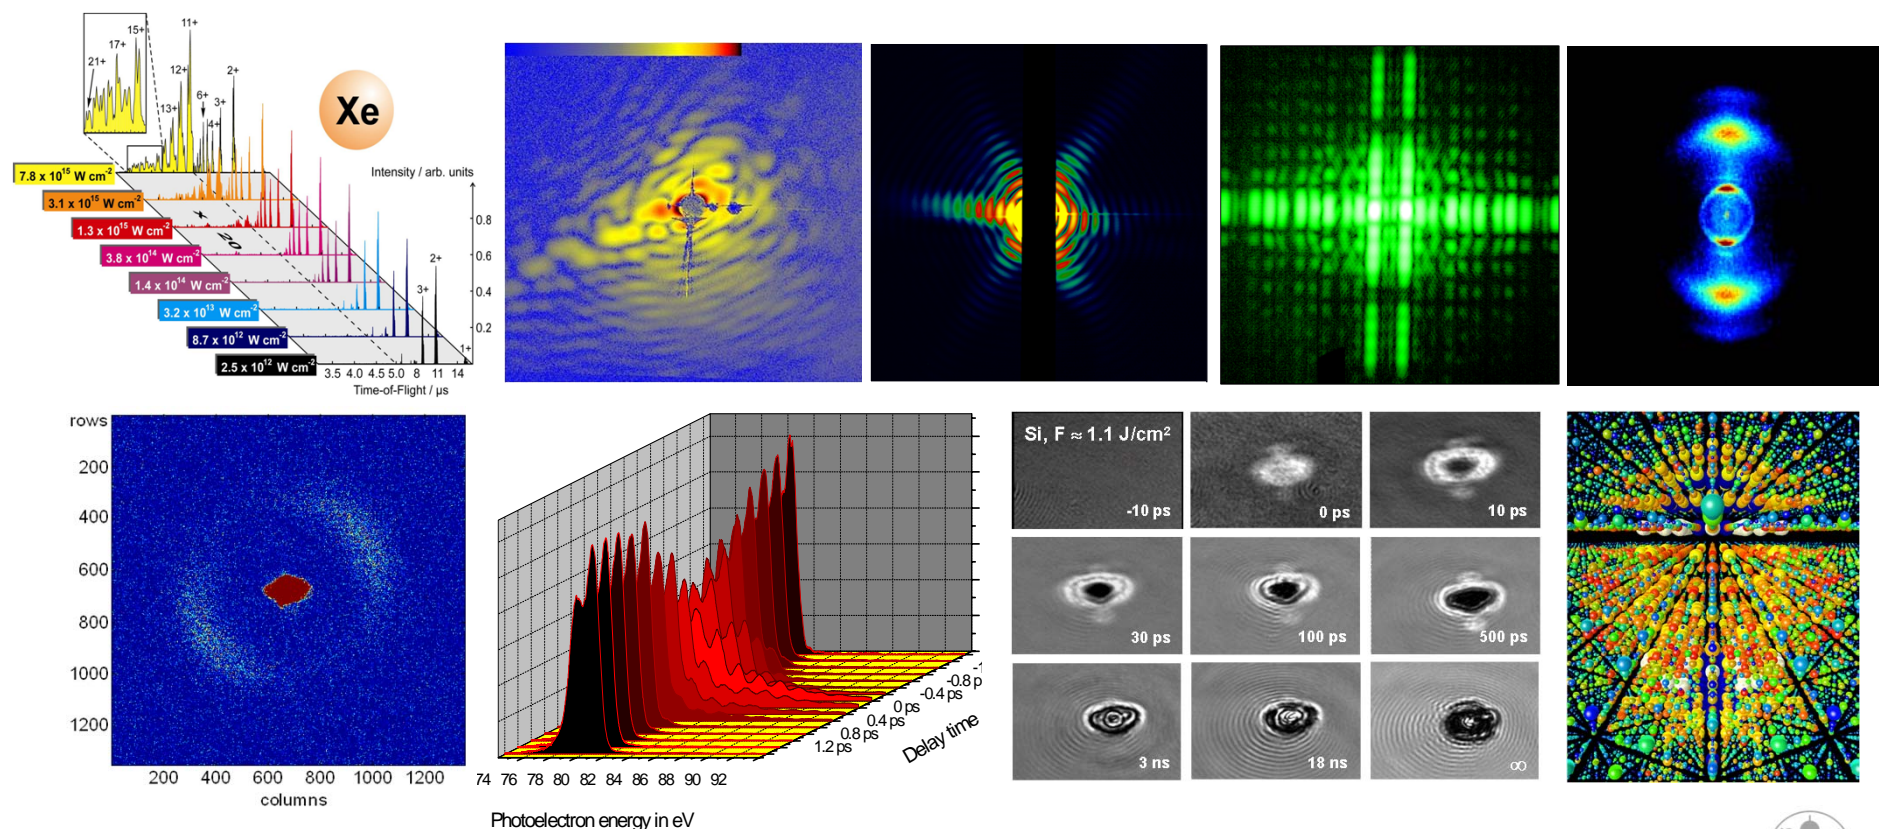 11+
15+
17+
21+
12+
2+
6+
3+
13+
4+
Xe
7.8 x 10¹⁵ W cm⁻²
3.1 x 10¹⁵ W cm⁻²
1.3 x 10¹⁵ W cm⁻²
3.8 x 10¹⁴ W cm⁻²
1.4 x 10¹⁴ W cm⁻²
3.2 x 10¹³ W cm⁻²
8.7 x 10¹² W cm⁻²
2.5 x 10¹² W cm⁻²
x 20
Intensity / arb. units
0.8
0.6
0.4
0.2
2+
3+
1+
3.5 4.0 4.5 5.0 8 11 14
Time-of-Flight / µs
rows
200
400
600
800
1000
1200
200 400 600 800 1000 1200
columns
74 76 78 80 82 84 86 88 90 92
Photoelectron energy in eV
-0.8 p
-0.4 ps
0 ps
0.4 ps
0.8 ps
1.2 ps
Delay time
Si, F ≈ 1.1 J/cm²
-10 ps
0 ps
10 ps
30 ps
100 ps
500 ps
3 ns
18 ns
∞